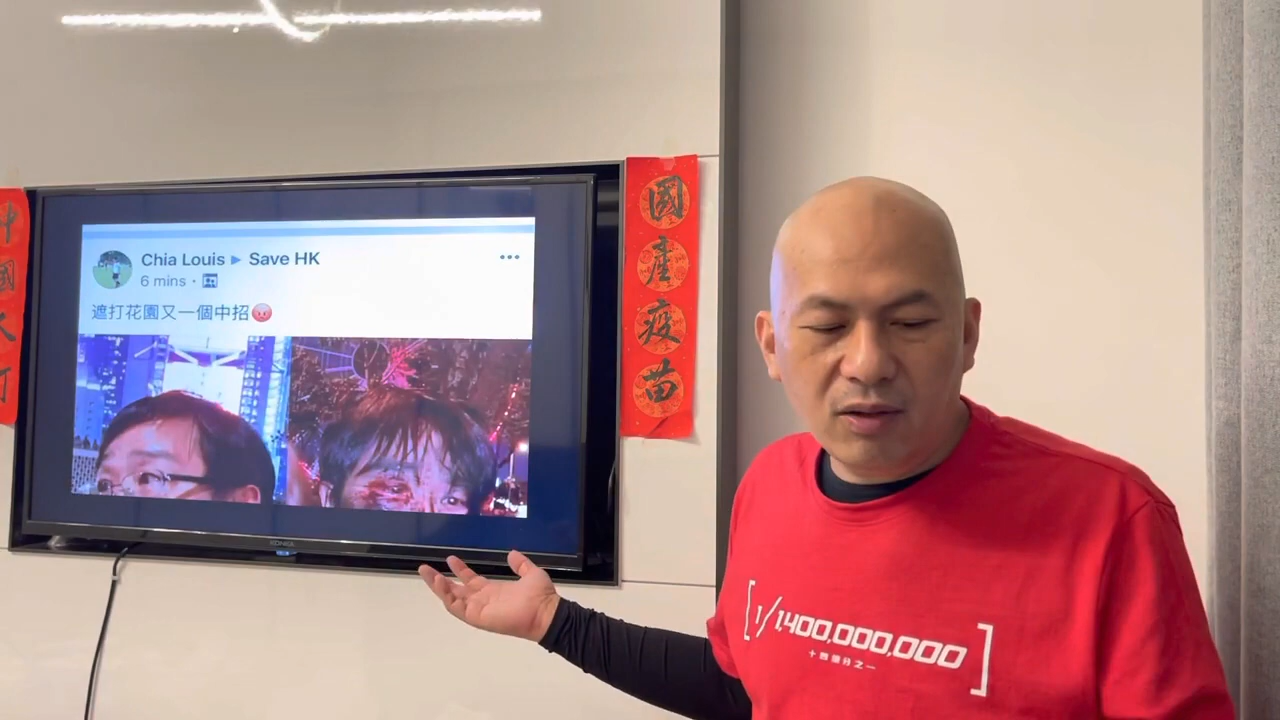 Chia Louis ▸ Save HK
6 mins
遮打花園又一個中招😡
KONKA
國產疫苗
[1/1,400,000,000]
十四億分之一